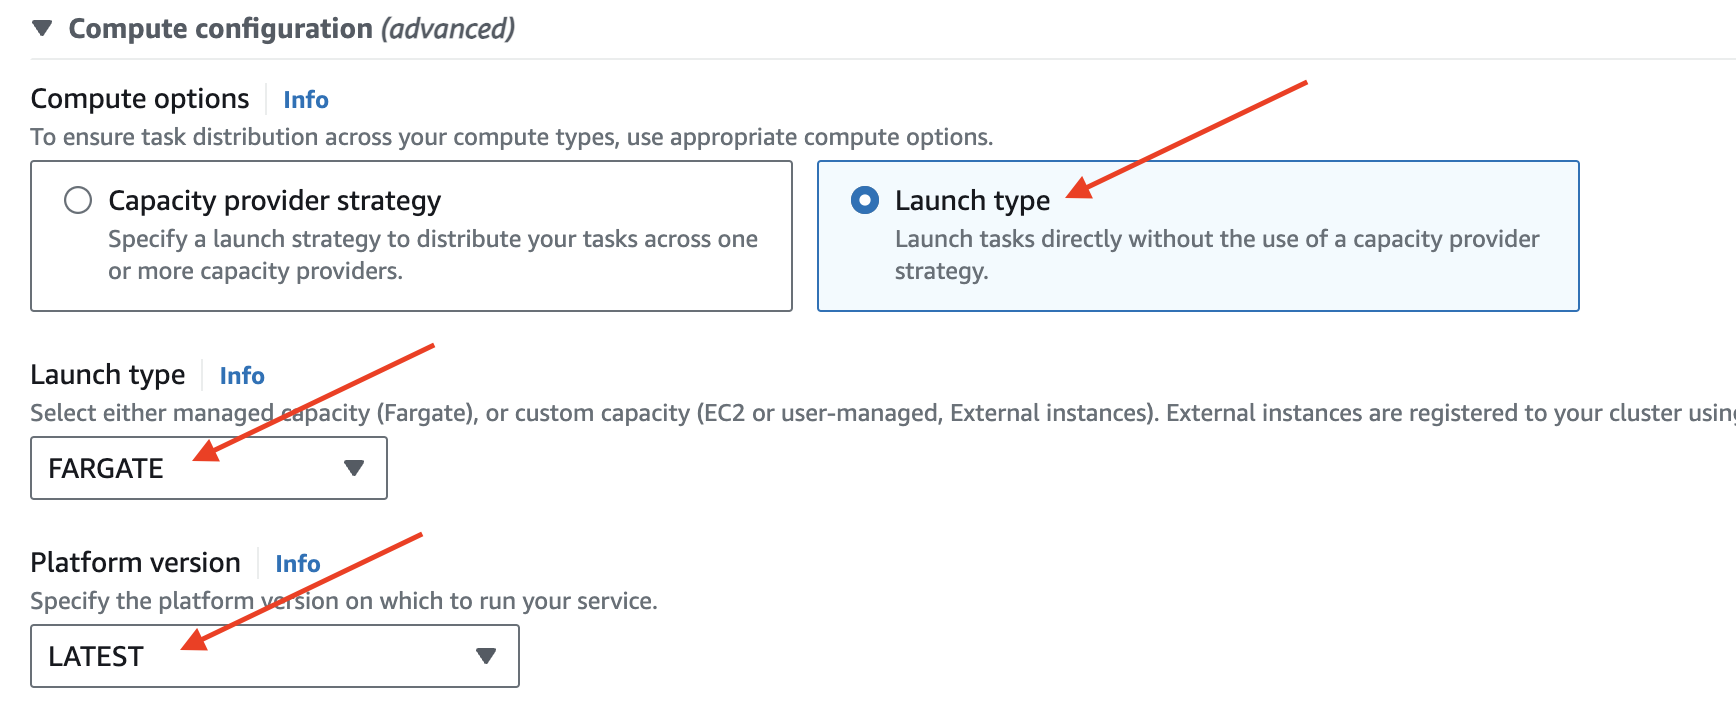 Compute configuration (advanced)
Compute options Info
To ensure task distribution across your compute types, use appropriate compute options.
Capacity provider strategy
Specify a launch strategy to distribute your tasks across one
or more capacity providers.
Launch type
Launch tasks directly without the use of a capacity provider
strategy.
Launch type Info
Select either managed capacity (Fargate), or custom capacity (EC2 or user-managed, External instances). External instances are registered to your cluster using
FARGATE
Platform version Info
Specify the platform version on which to run your service.
LATEST